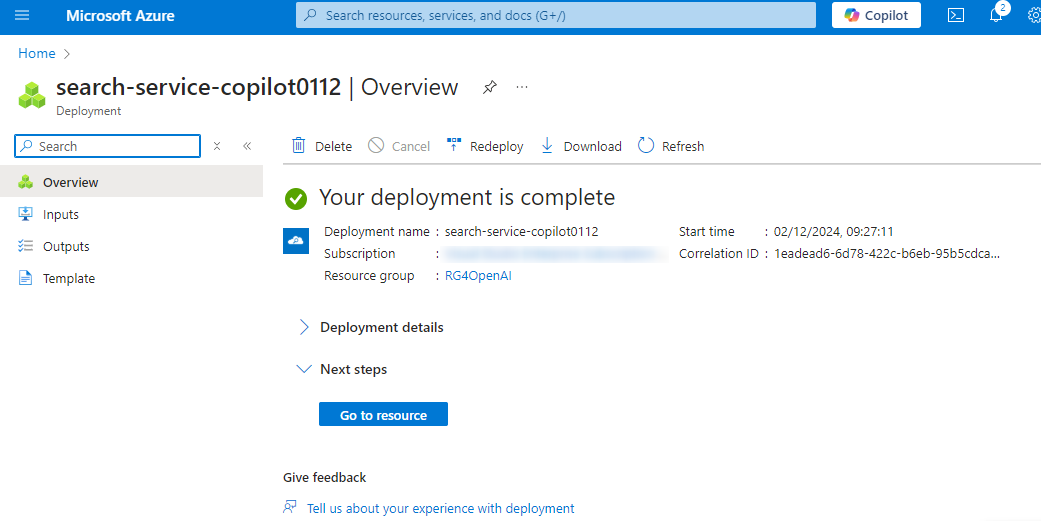 Microsoft Azure
Search resources, services, and docs (G+/)
Copilot
2
Home
search-service-copilot0112 | Overview
...
Deployment
Search
Overview
Inputs
Outputs
Template
Delete
Cancel
Redeploy
Download
Refresh
Your deployment is complete
Deployment name : search-service-copilot0112
Subscription :
Resource group : RG4OpenAI
Start time : 02/12/2024, 09:27:11
Correlation ID : 1eadead6-6d78-422c-b6eb-95b5cdca...
Deployment details
Next steps
Go to resource
Give feedback
Tell us about your experience with deployment